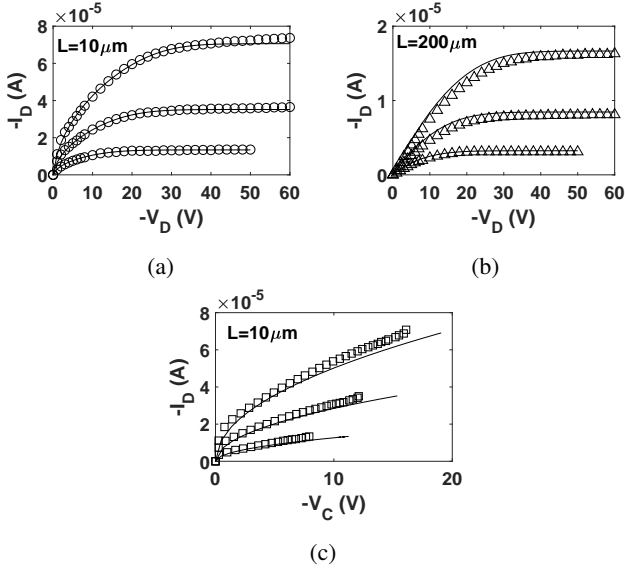 ×10⁻⁵
8
6
4
2
0
0 10 20 30 40 50 60
L=10μm
-I_D (A)
-V_D (V)
(a)
×10⁻⁵
2
1
0
0 10 20 30 40 50 60
L=200μm
-I_D (A)
-V_D (V)
(b)
×10⁻⁵
8
6
4
2
0
0 10 20
L=10μm
-I_D (A)
-V_C (V)
(c)